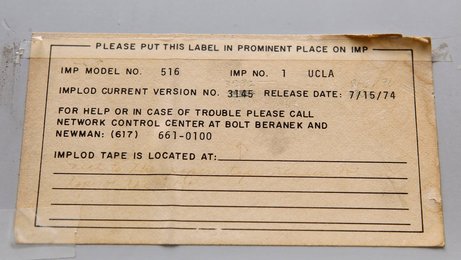 PLEASE PUT THIS LABEL IN PROMINENT PLACE ON IMP
IMP MODEL NO. 516 IMP NO. 1 UCLA
IMPLOD CURRENT VERSION NO. 3145 RELEASE DATE: 7/15/74
FOR HELP OR IN CASE OF TROUBLE PLEASE CALL
NETWORK CONTROL CENTER AT BOLT BERANEK AND
NEWMAN: (617) 661-0100
IMPLOD TAPE IS LOCATED AT: